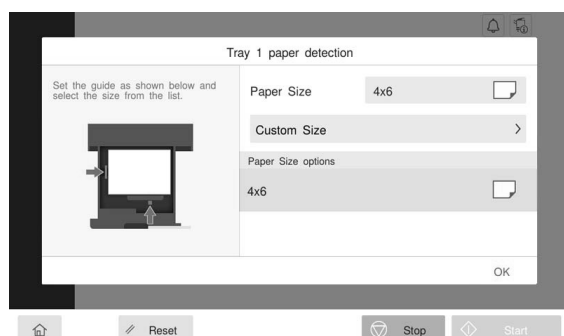 Tray 1 paper detection
Set the guide as shown below and
select the size from the list.
Paper Size 4x6
Custom Size
Paper Size options
4x6
OK
Reset
Stop
Start